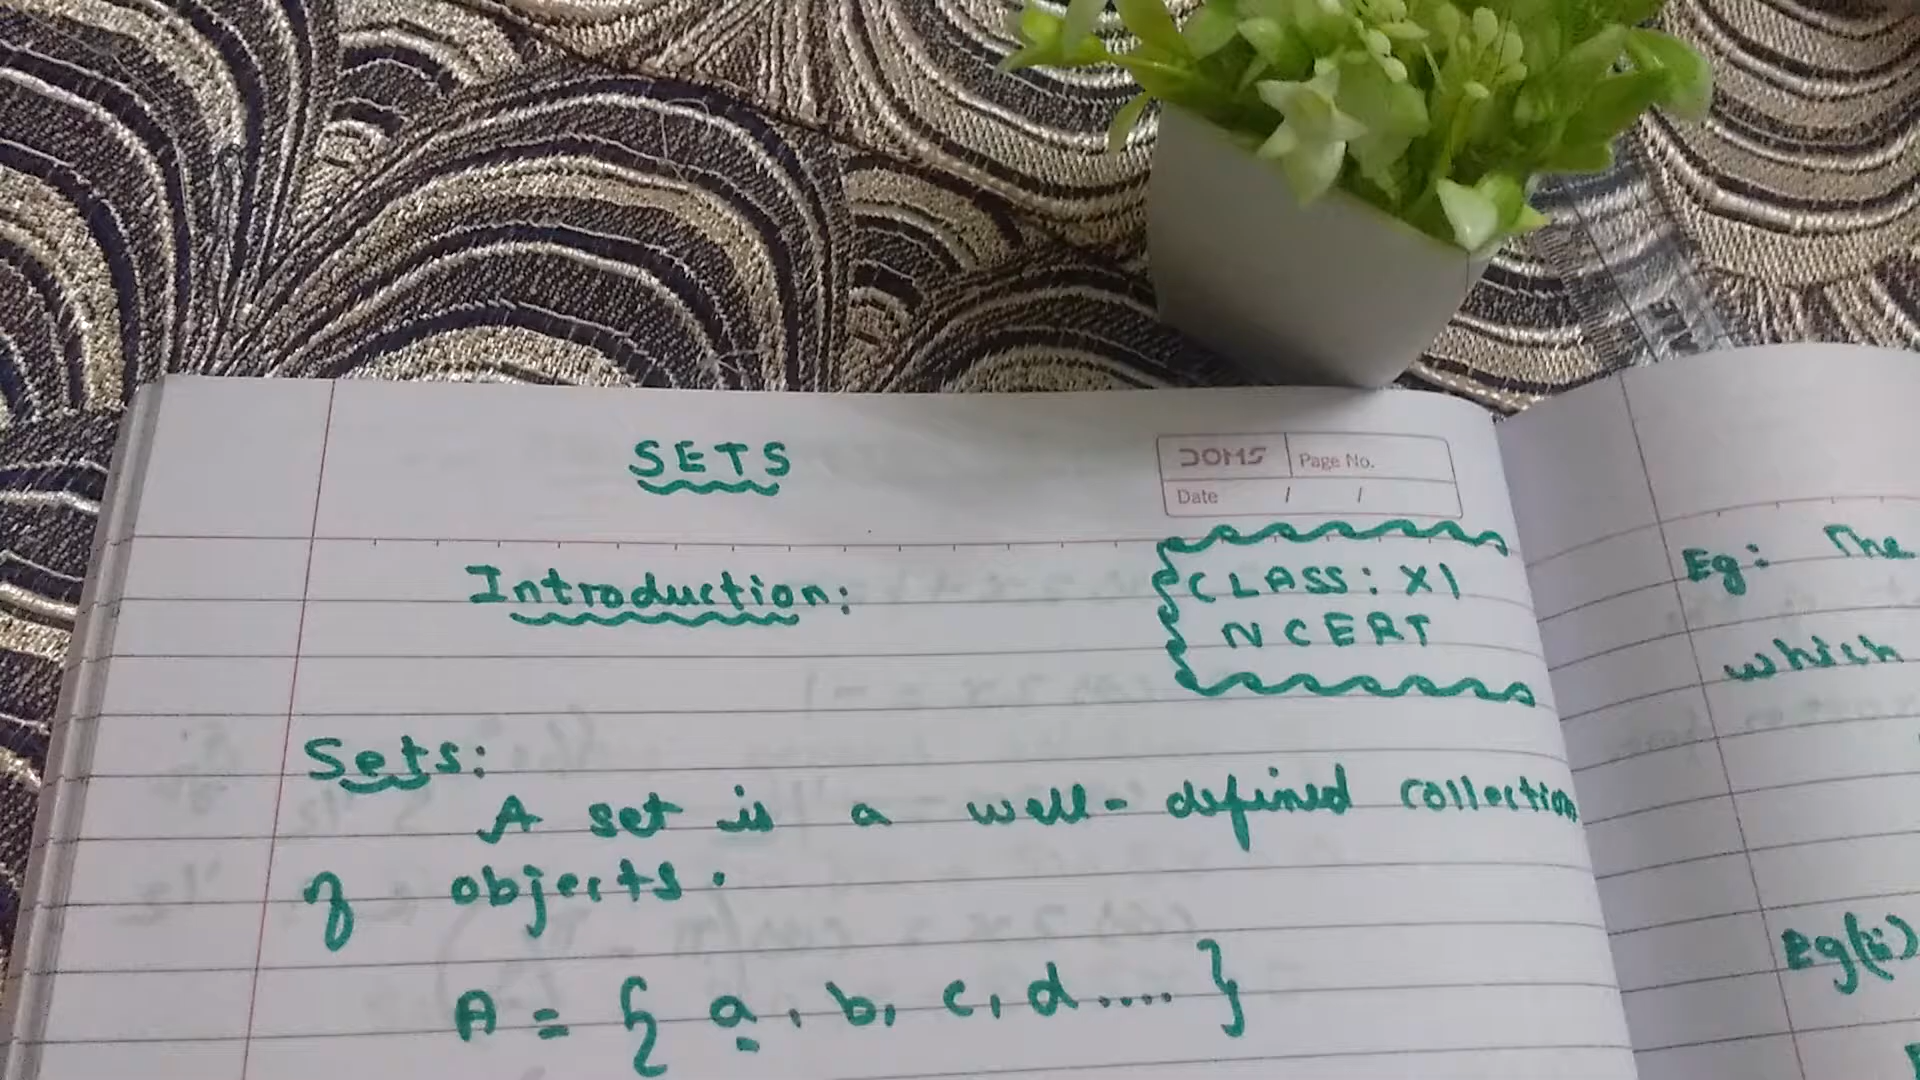 SETS
DOMS Page No.
Date / /
Introduction:
CLASS: XI
NCERT
Sets:
A set is a well-defined collection
of objects.
A = { a, b, c, d .... }
Eg: The
which
Eg(ii)